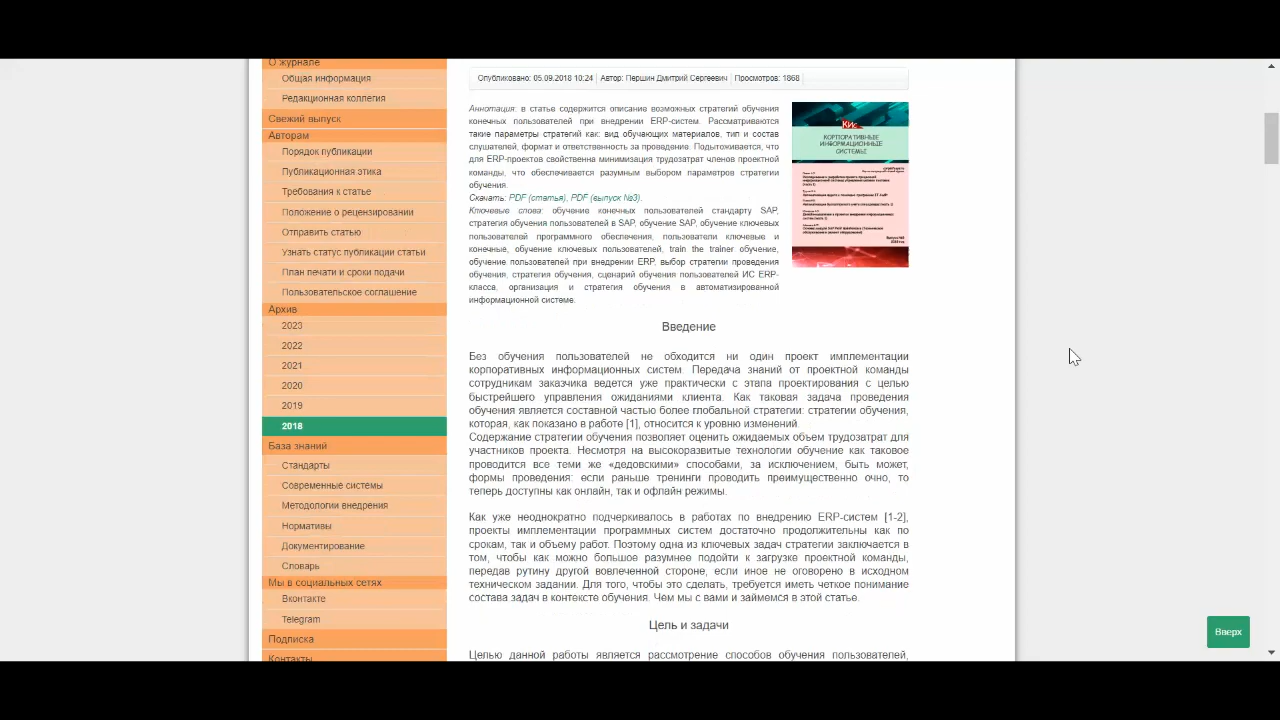 О журнале
Общая информация
Редакционная коллегия
Свежий выпуск
Авторам
Порядок публикации
Публикационная этика
Требования к статье
Положение о рецензировании
Отправить статью
Узнать статус публикации статьи
План печати и сроки подачи
Пользовательское соглашение
Архив
2023
2022
2021
2020
2019
2018
База знаний
Стандарты
Современные системы
Методологии внедрения
Нормативы
Документирование
Словарь
Мы в социальных сетях
Вконтакте
Telegram
Подписка
Контакты
Опубликовано: 05.09.2018 10:24 Автор: Першин Дмитрий Сергеевич Просмотров: 1868
Аннотация: в статье содержится описание возможных стратегий обучения
конечных пользователей при внедрении ERP-систем. Рассматриваются
такие параметры стратегий как: вид обучающих материалов, тип и состав
слушателей, формат и ответственность за проведение. Подытоживается, что
для ERP-проектов свойственна минимизация трудозатрат членов проектной
команды, что обеспечивается разумным выбором параметров стратегии
обучения.
Скачать: PDF (статья), PDF (выпуск №3).
Ключевые слова: обучение конечных пользователей стандарту SAP,
стратегия обучения пользователей в SAP, обучение SAP, обучение ключевых
пользователей программного обеспечения, пользователи ключевые и
конечные, обучение ключевых пользователей, train the trainer обучение,
обучение пользователей при внедрении ERP, выбор стратегии проведения
обучения, стратегия обучения, сценарий обучения пользователей ИС ERP-
класса, организация и стратегия обучения в автоматизированной
информационной системе.
КИС
КОРПОРАТИВНЫЕ
ИНФОРМАЦИОННЫЕ
СИСТЕМЫ
Введение
Без обучения пользователей не обходится ни один проект имплементации
корпоративных информационных систем. Передача знаний от проектной команды
сотрудникам заказчика ведется уже практически с этапа проектирования с целью
быстрейшего управления ожиданиями клиента. Как таковая задача проведения
обучения является составной частью более глобальной стратегии: стратегии обучения,
которая, как показано в работе [1], относится к уровню изменений.
Содержание стратегии обучения позволяет оценить ожидаемых объем трудозатрат для
участников проекта. Несмотря на высокоразвитые технологии обучение как таковое
проводится все теми же «дедовскими» способами, за исключением, быть может,
формы проведения: если раньше тренинги проводить преимущественно очно, то
теперь доступны как онлайн, так и офлайн режимы.
Как уже неоднократно подчеркивалось в работах по внедрению ERP-систем [1-2],
проекты имплементации программных систем достаточно продолжительны как по
срокам, так и объему работ. Поэтому одна из ключевых задач стратегии заключается в
том, чтобы как можно большое разумнее подойти к загрузке проектной команды,
передав рутину другой вовлеченной стороне, если иное не оговорено в исходном
техническом задании. Для того, чтобы это сделать, требуется иметь четкое понимание
состава задач в контексте обучения. Чем мы с вами и займемся в этой статье.
Цель и задачи
Целью данной работы является рассмотрение способов обучения пользователей,
Вверх